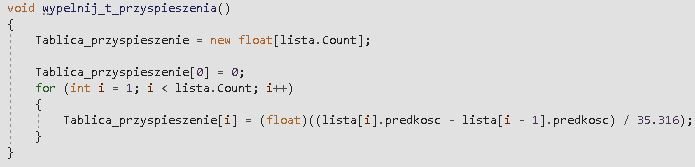 void wypelnij_t_przyspieszenia()
{
Tablica_przyspieszenie = new float[lista.Count];
Tablica_przyspieszenie[0] = 0;
for (int i = 1; i < lista.Count; i++)
{
Tablica_przyspieszenie[i] = (float)((lista[i].predkosc - lista[i - 1].predkosc) / 35.316);
}
}